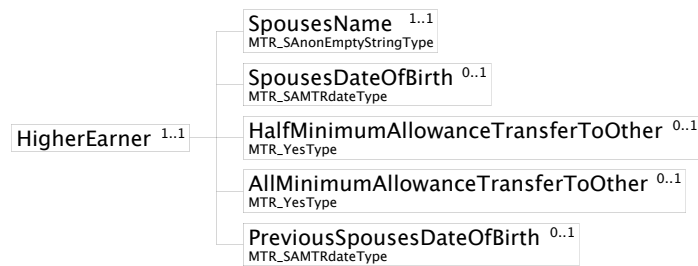 SpousesName 1..1
MTR_SAnonEmptyStringType
SpousesDateOfBirth 0..1
MTR_SAMTRdateType
HigherEarner 1..1
HalfMinimumAllowanceTransferToOther 0..1
MTR_YesType
AllMinimumAllowanceTransferToOther 0..1
MTR_YesType
PreviousSpousesDateOfBirth 0..1
MTR_SAMTRdateType